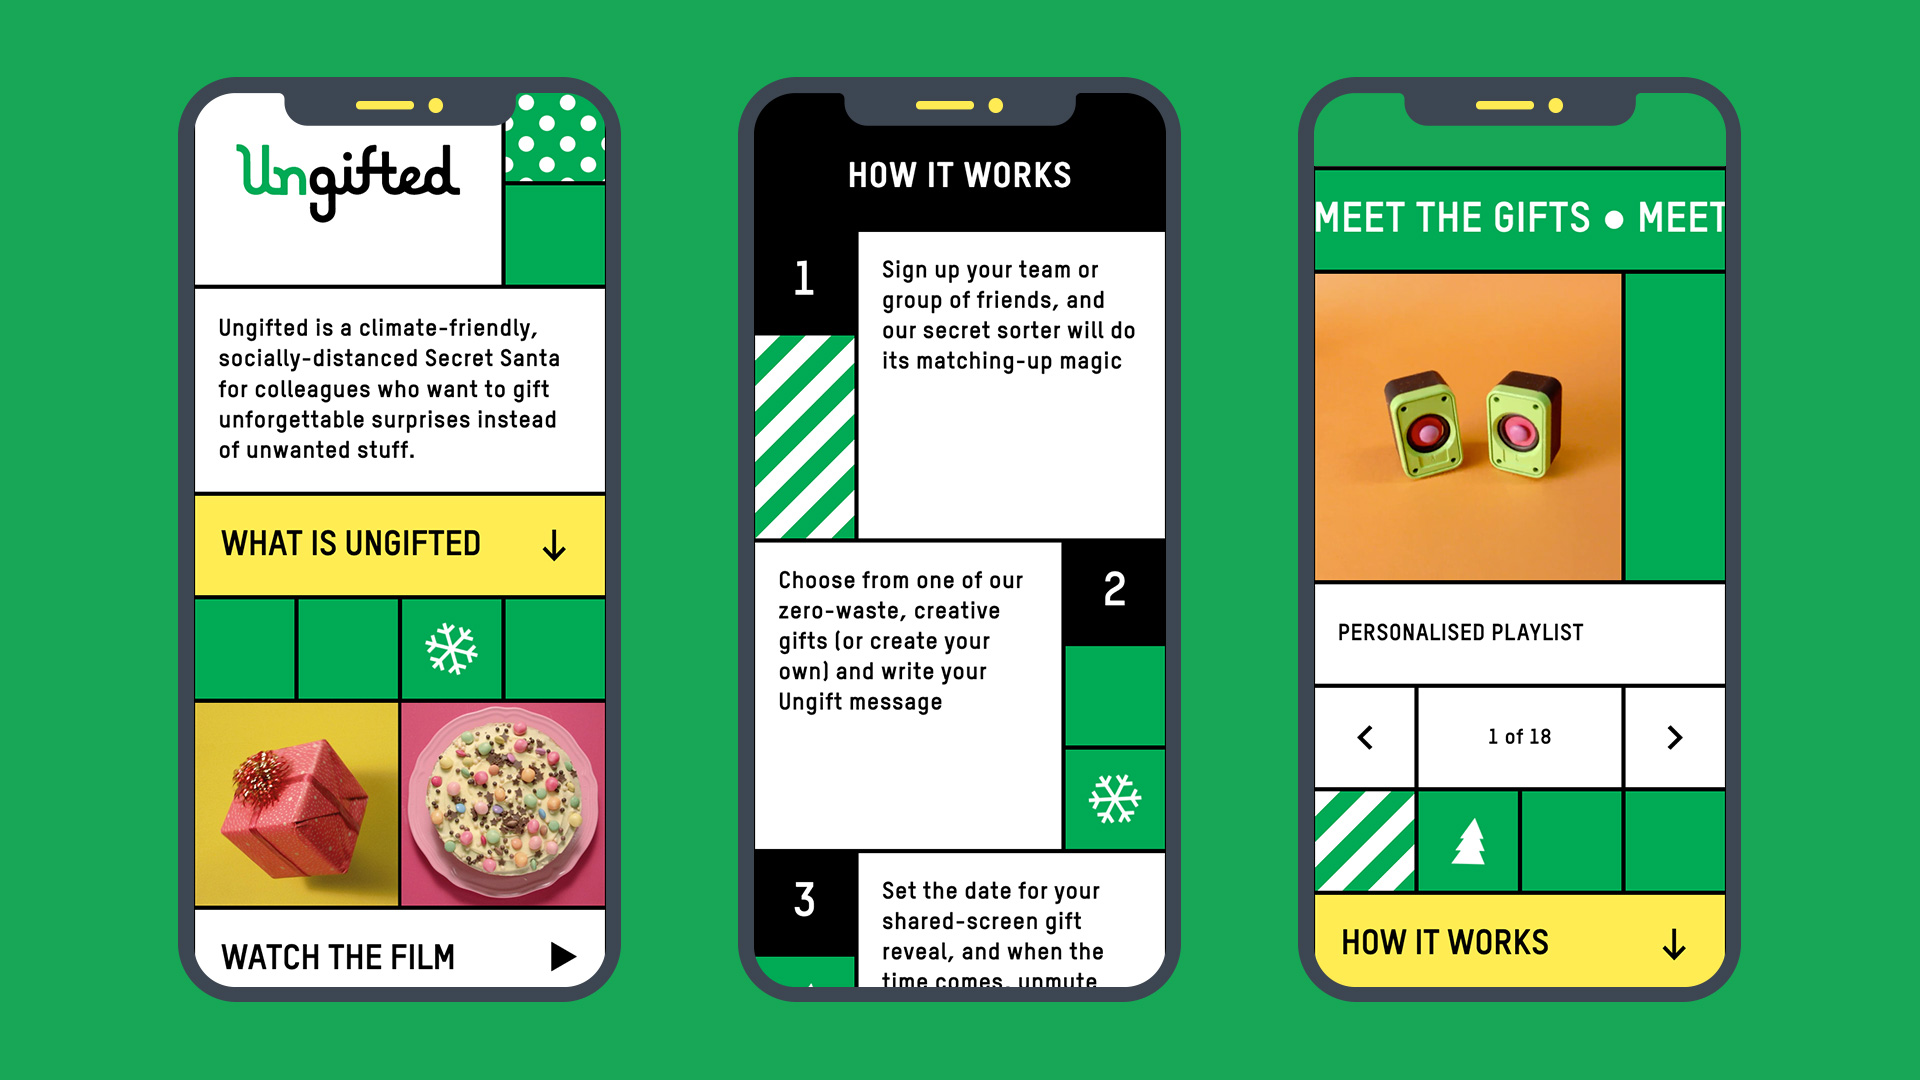 Ungifted
Ungifted is a climate-friendly,
socially-distanced Secret Santa
for colleagues who want to gift
unforgettable surprises instead
of unwanted stuff.
WHAT IS UNGIFTED
WATCH THE FILM
HOW IT WORKS
1
Sign up your team or
group of friends, and
our secret sorter will do
its matching-up magic
2
Choose from one of our
zero-waste, creative
gifts (or create your
own) and write your
Ungift message
3
Set the date for your
shared-screen gift
reveal, and when the
time comes, unmute
MEET THE GIFTS ● MEET
PERSONALISED PLAYLIST
1 of 18
HOW IT WORKS